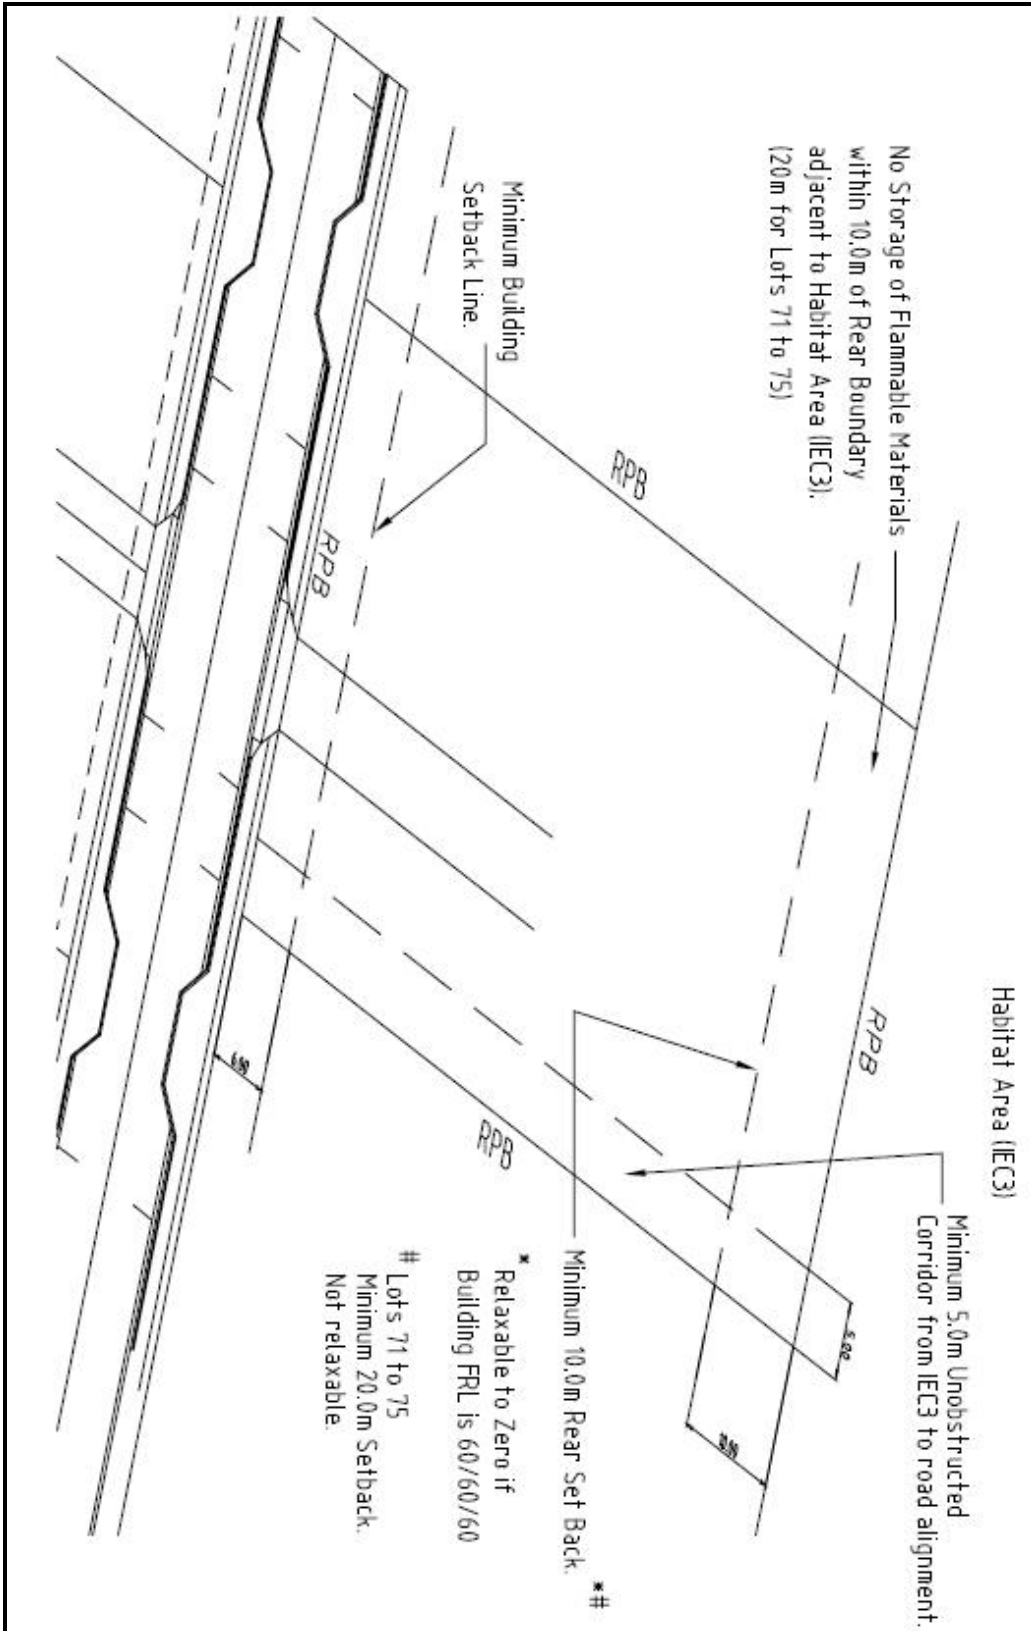 Habitat Area (IEC3)
Minimum 5.0m Unobstructed
Corridor from IEC3 to road alignment.
No Storage of Flammable Materials
within 10.0m of Rear Boundary
adjacent to Habitat Area (IEC3).
(20m for Lots 71 to 75)
RPB
RPB
5.00
10.00
Minimum 10.0m Rear Set Back. *#
* Relaxable to Zero if
Building FRL is 60/60/60
# Lots 71 to 75
Minimum 20.0m Setback.
Not relaxable.
Minimum Building
Setback Line.
RPB
RPB